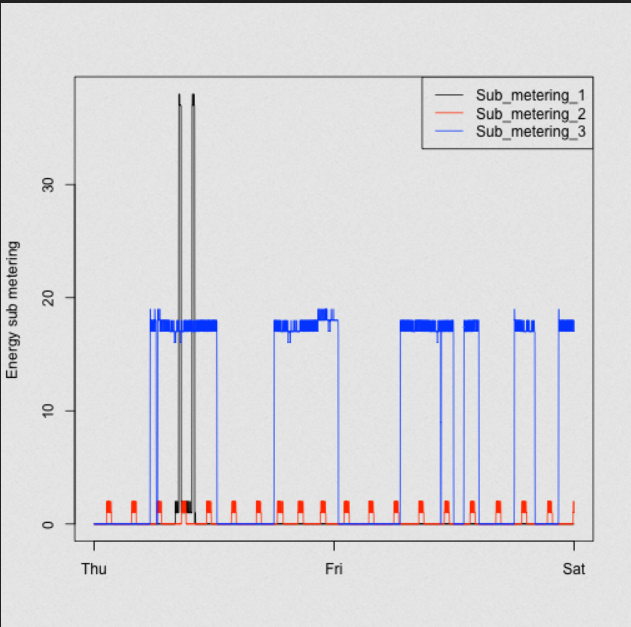 Sub_metering_1
Sub_metering_2
Sub_metering_3
30
20
10
0
Energy sub metering
Thu Fri Sat